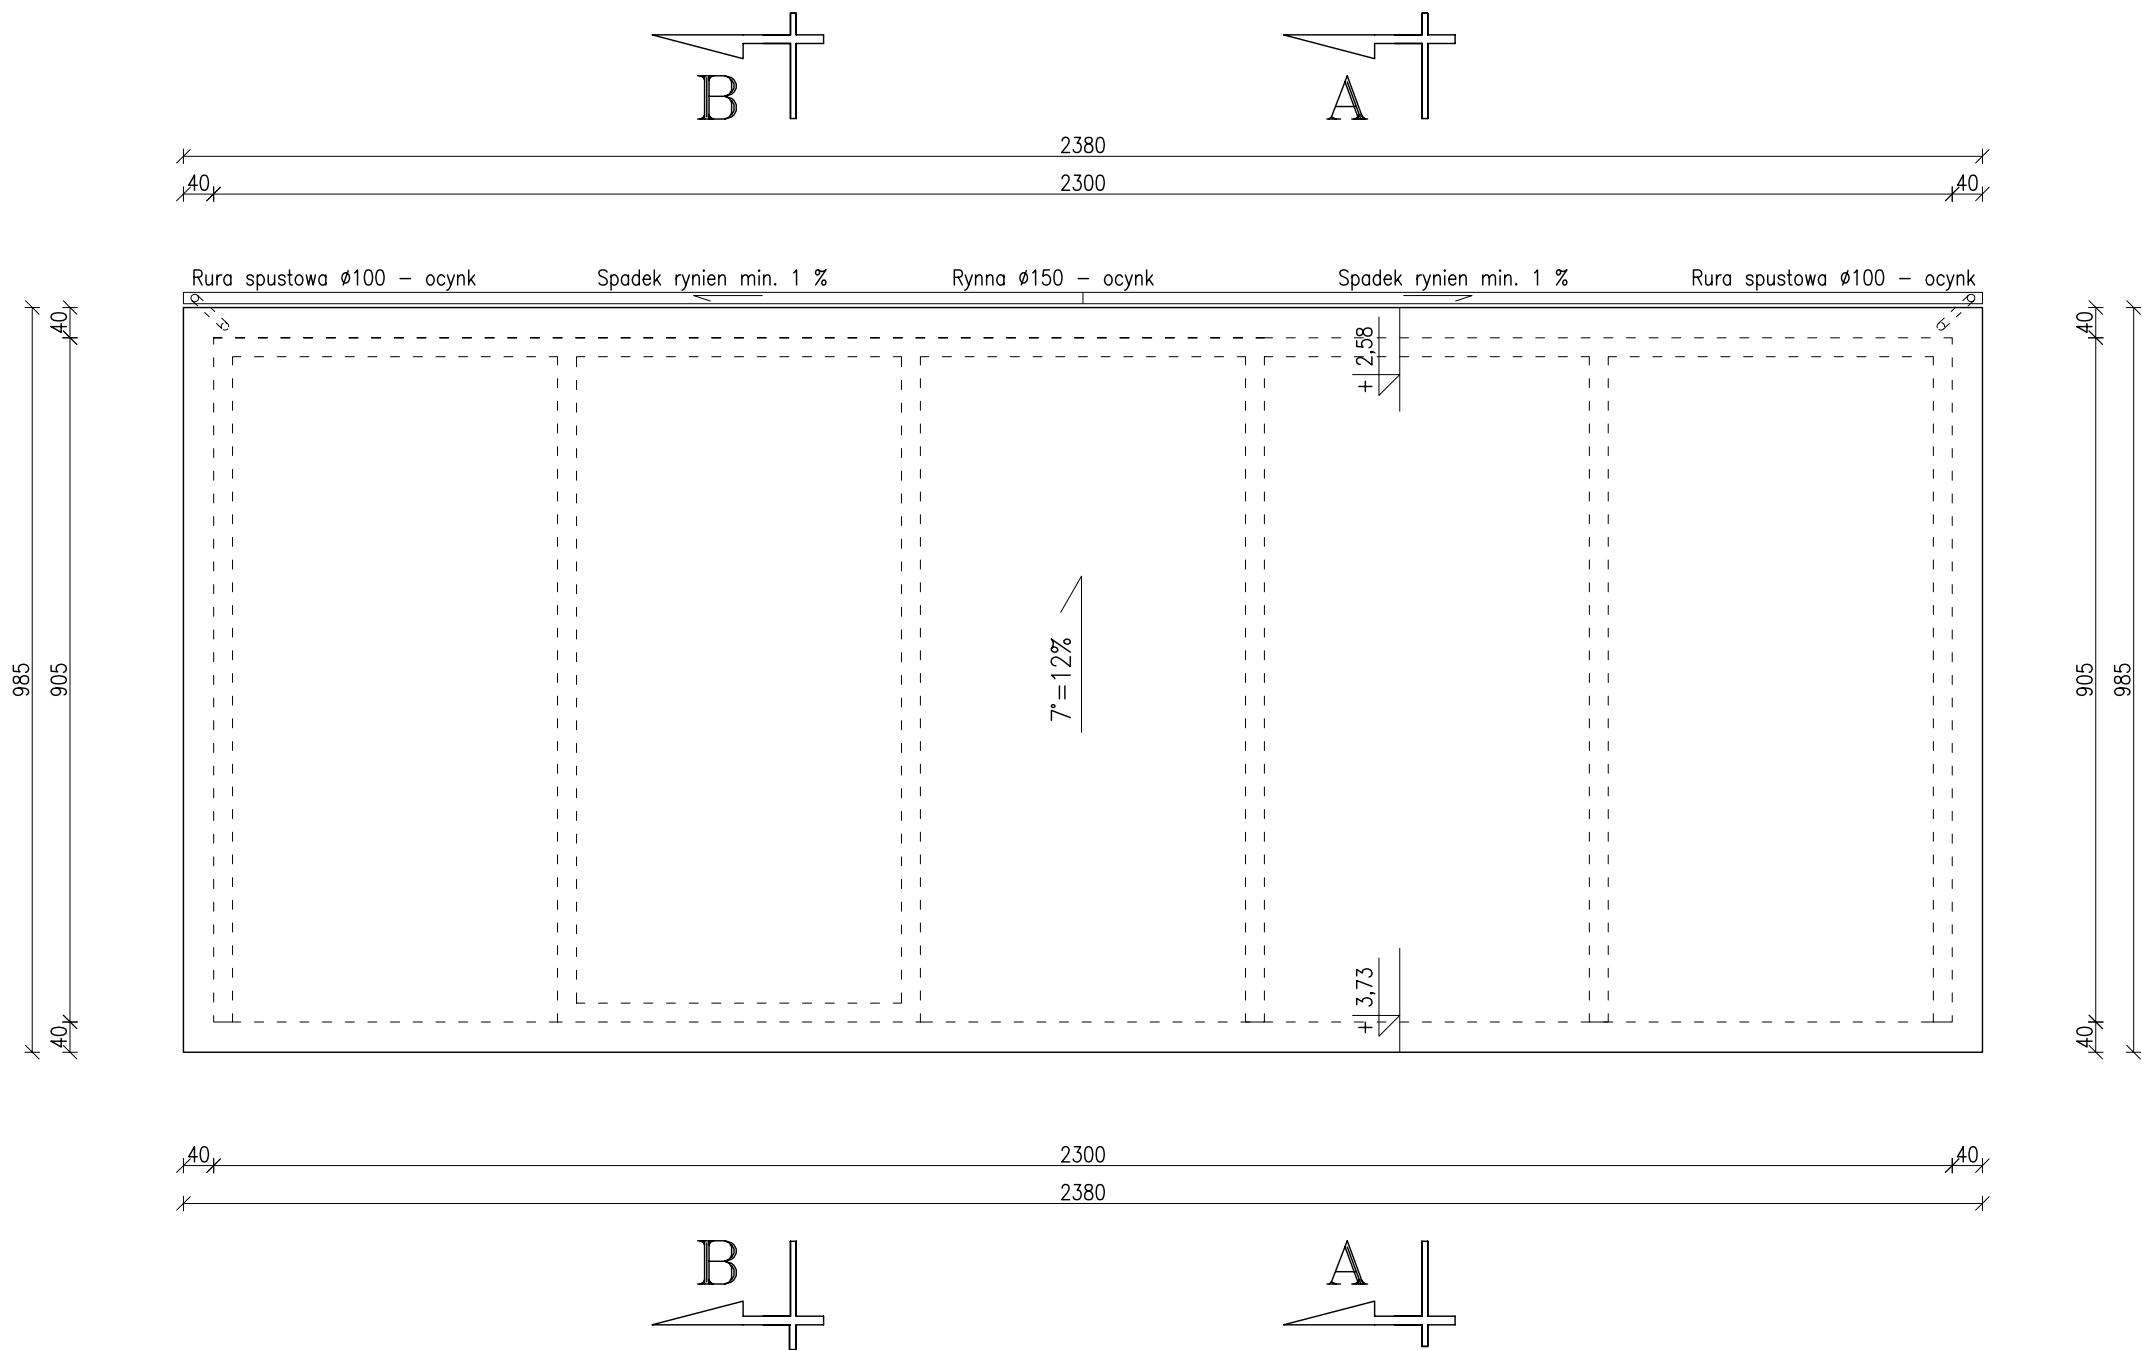 B A
2380
40 2300 40
Rura spustowa ø100 – ocynk Spadek rynien min. 1 % Rynna ø150 – ocynk Spadek rynien min. 1 % Rura spustowa ø100 – ocynk
40 40
+ 2,58
985 905 7°=12% 905 985
+ 3,73
40 40
40 2300 40
2380
B A